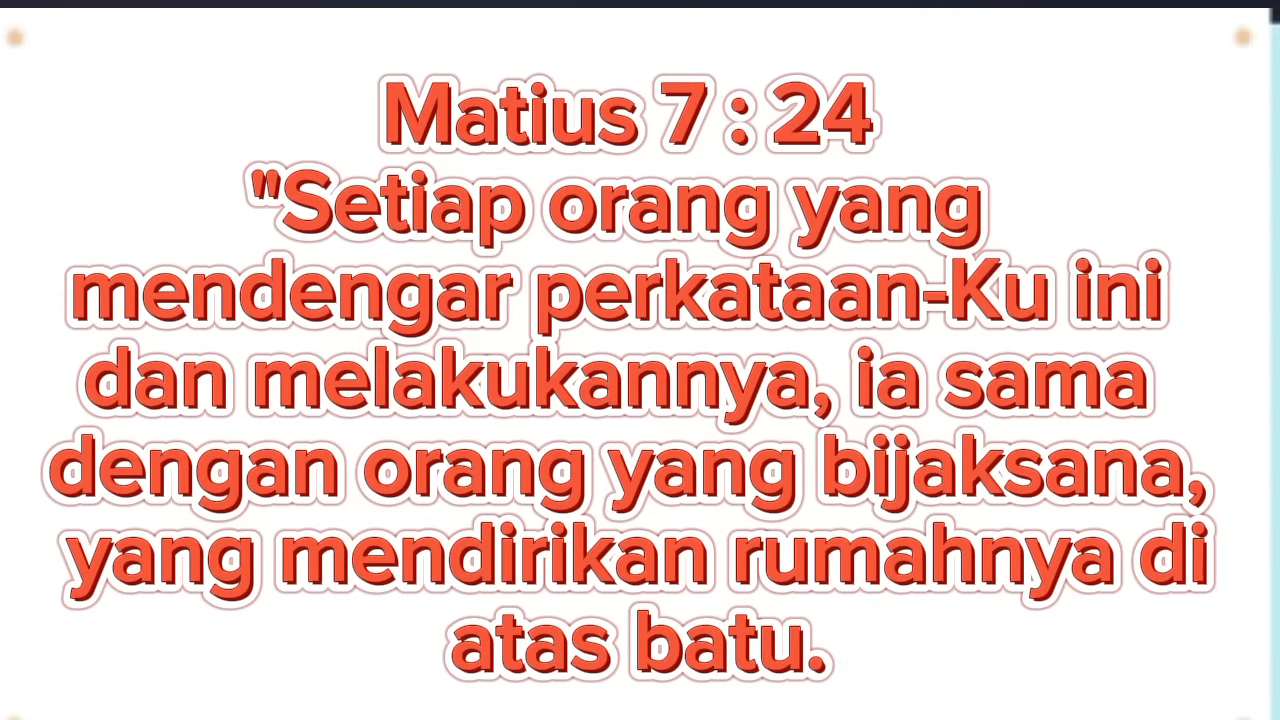 Matius 7 : 24
"Setiap orang yang
mendengar perkataan-Ku ini
dan melakukannya, ia sama
dengan orang yang bijaksana,
yang mendirikan rumahnya di
atas batu.